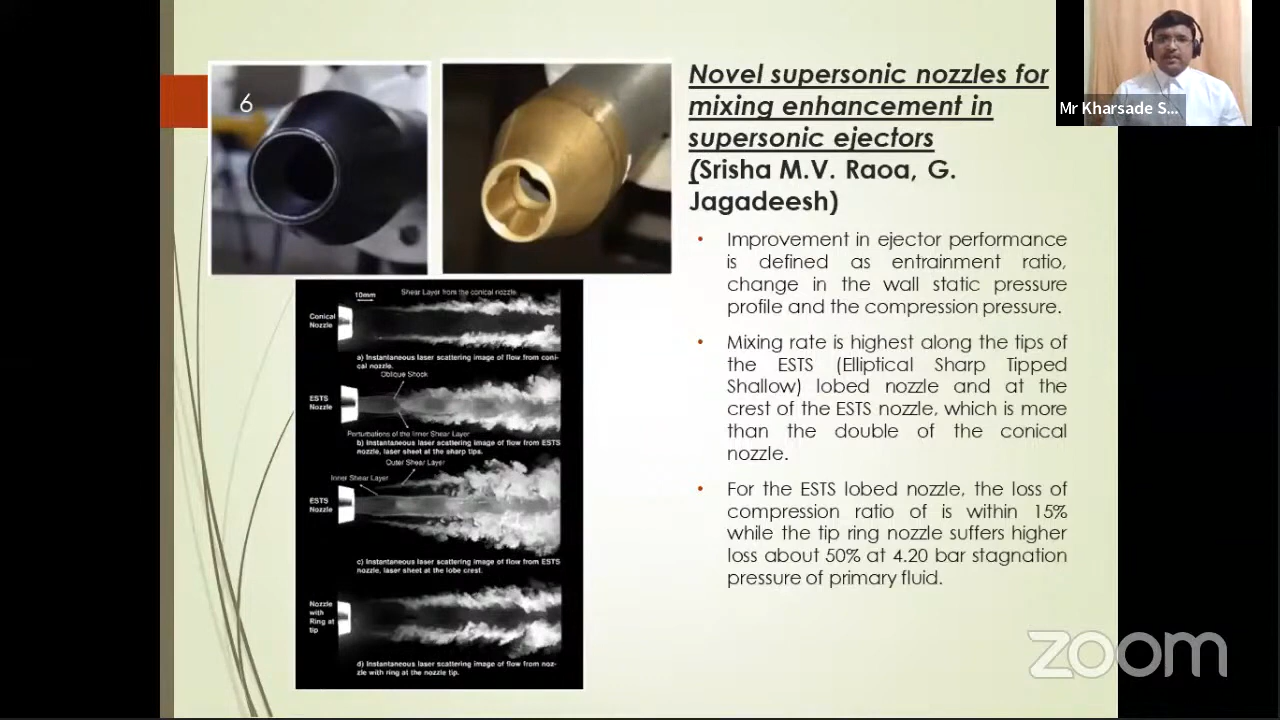 6
Novel supersonic nozzles for
mixing enhancement in
supersonic ejectors
(Srisha M.V. Raoa, G.
Jagadeesh)
Mr Kharsade S...
• Improvement in ejector performance
is defined as entrainment ratio,
change in the wall static pressure
profile and the compression pressure.
• Mixing rate is highest along the tips of
the ESTS (Elliptical Sharp Tipped
Shallow) lobed nozzle and at the
crest of the ESTS nozzle, which is more
than the double of the conical
nozzle.
• For the ESTS lobed nozzle, the loss of
compression ratio of is within 15%
while the tip ring nozzle suffers higher
loss about 50% at 4.20 bar stagnation
pressure of primary fluid.
10mm
Shear Layer from the conical nozzle
Conical
Nozzle
a) Instantaneous laser scattering image of flow from coni-
cal nozzle.
Oblique Shock
ESTS
Nozzle
Perturbations of the Inner Shear Layer
b) Instantaneous laser scattering image of flow from ESTS
nozzle, laser sheet at the sharp tips.
Outer Shear Layer
Inner Shear Layer
ESTS
Nozzle
c) Instantaneous laser scattering image of flow from ESTS
nozzle, laser sheet at the lobe crest.
Nozzle
with
Ring at
tip
d) Instantaneous laser scattering image of flow from noz-
zle with ring at the nozzle tip.
zoom